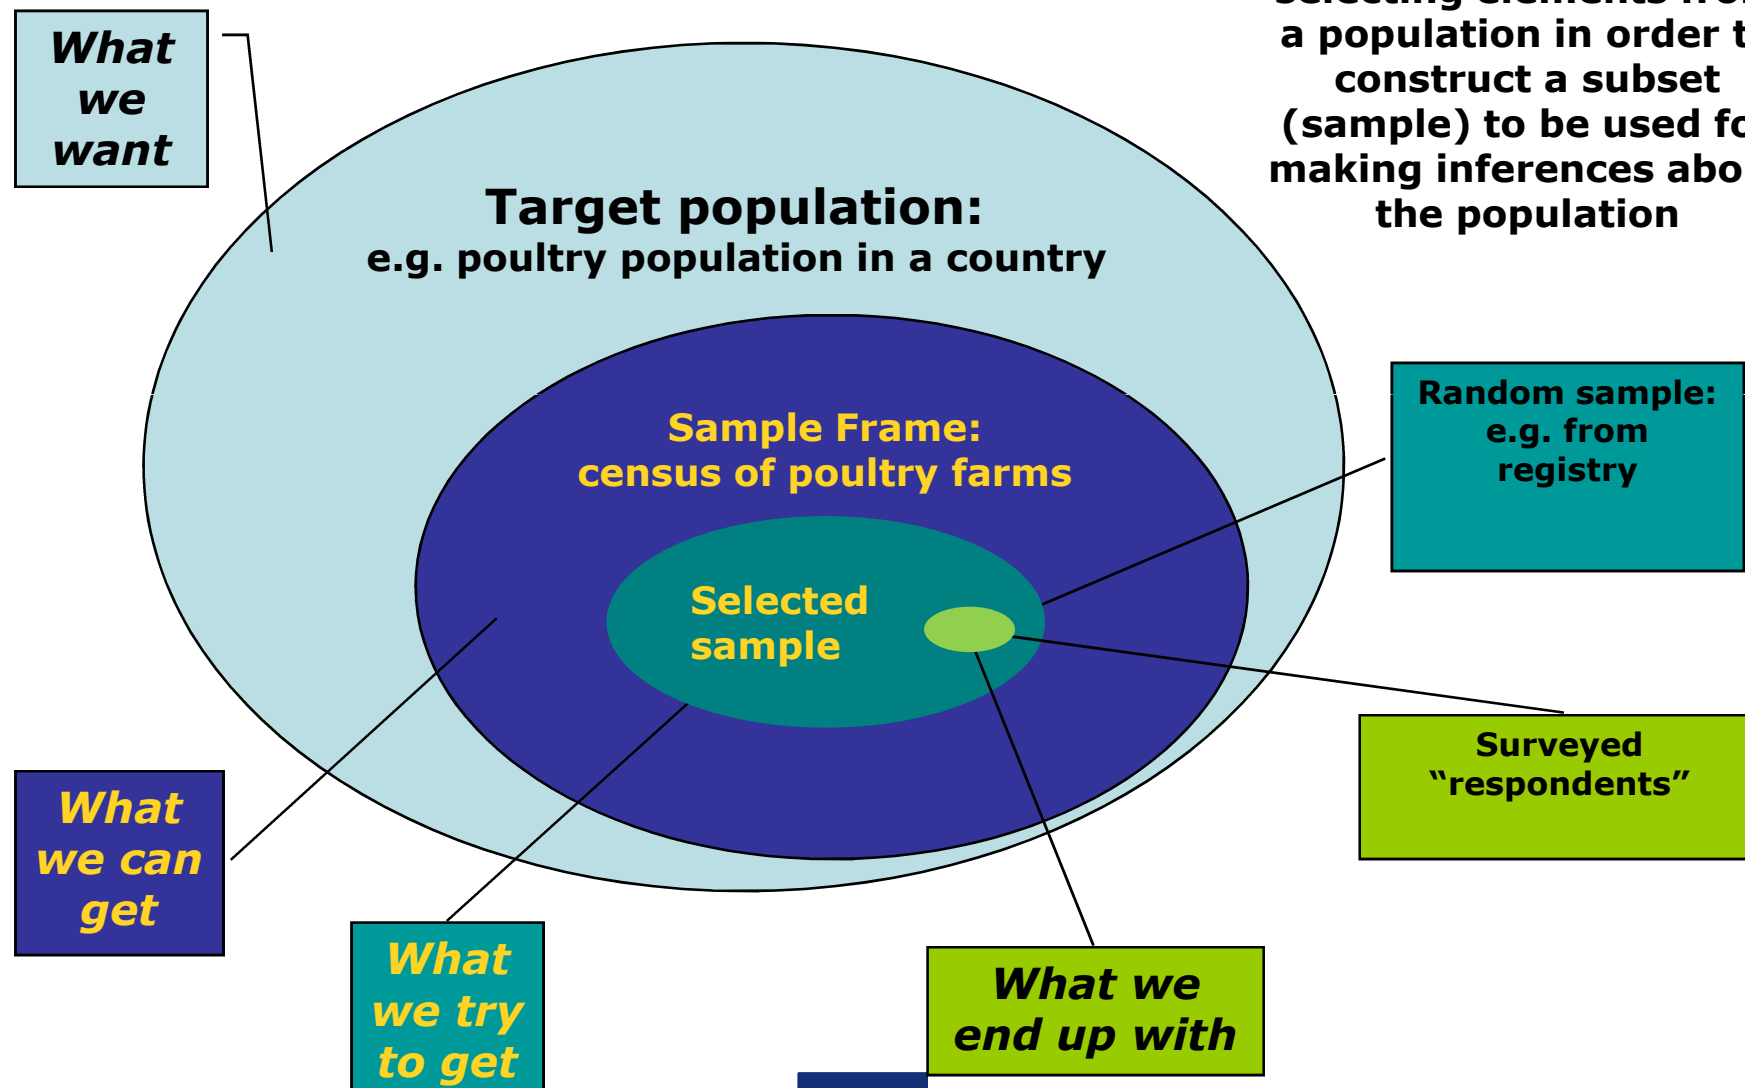 What
we
want
a population in order t
construct a subset
(sample) to be used fo
making inferences abo
the population
Target population:
e.g. poultry population in a country
Sample Frame:
census of poultry farms
Random sample:
e.g. from
registry
Selected
sample
Surveyed
“respondents”
What
we can
get
What
we try
to get
What we
end up with